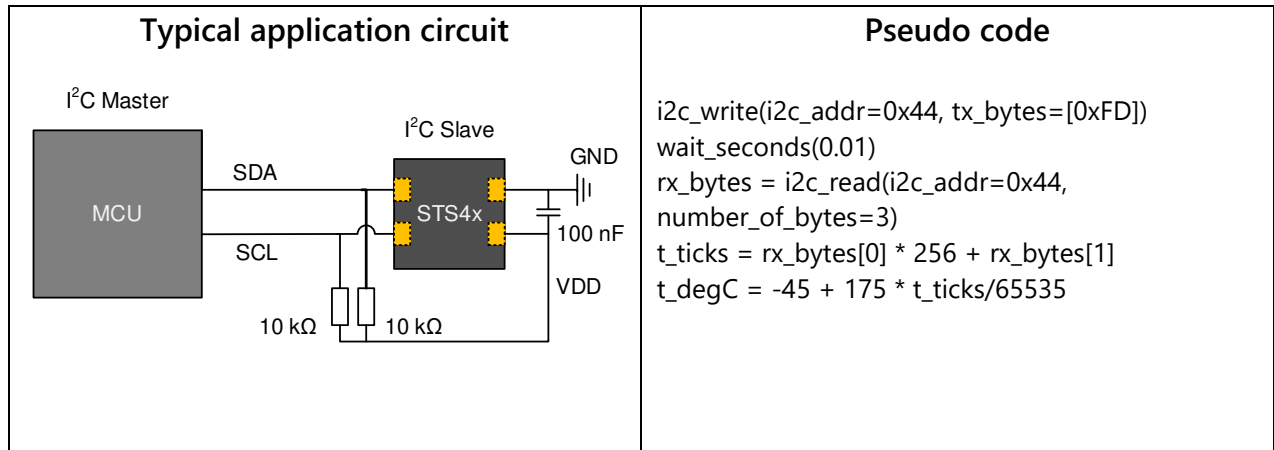 Typical application circuit
I²C Master
MCU
SDA
SCL
I²C Slave
STS4x
GND
100 nF
VDD
10 kΩ
10 kΩ
Pseudo code
i2c_write(i2c_addr=0x44, tx_bytes=[0xFD])
wait_seconds(0.01)
rx_bytes = i2c_read(i2c_addr=0x44,
number_of_bytes=3)
t_ticks = rx_bytes[0] * 256 + rx_bytes[1]
t_degC = -45 + 175 * t_ticks/65535